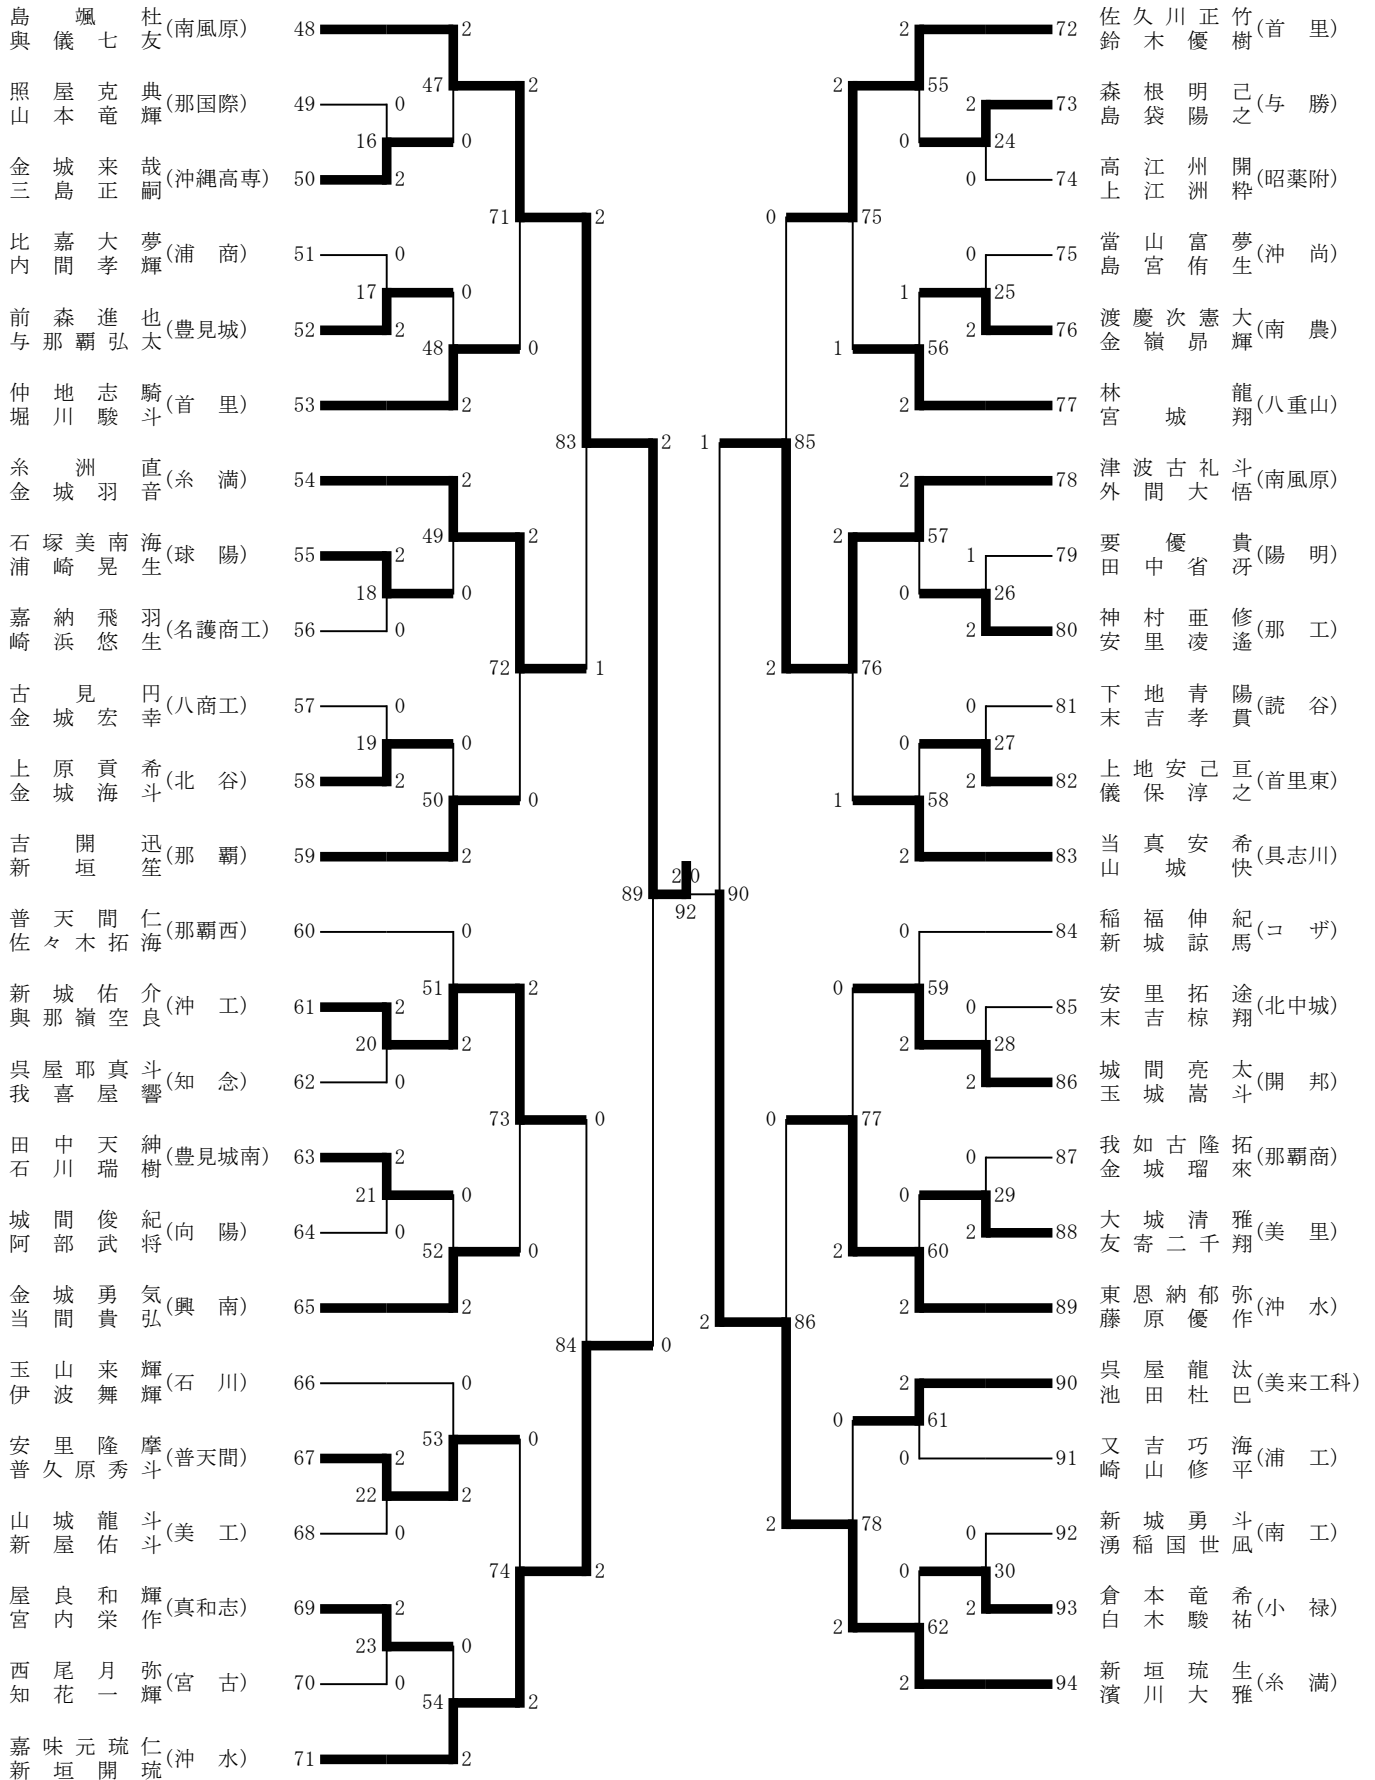 島颯杜 (南風原) 48
與儀七友
照屋克典 (那国際) 49
山本竜輝
金城来哉 (沖縄高専) 50
三島正嗣
比嘉大夢 (浦商) 51
内間孝輝
前森進也 (豊見城) 52
与那覇弘太
仲地志騎 (首里) 53
堀川駿斗
糸洲直 (糸満) 54
金城羽音
石塚美南海 (球陽) 55
浦崎晃生
嘉納飛羽 (名護商工) 56
崎浜悠生
古見円 (八商工) 57
金城宏幸
上原貢希 (北谷) 58
金城海斗
吉開迅 (那覇) 59
新垣笙
普天間仁 (那覇西) 60
佐々木拓海
新城佑介 (沖工) 61
與那嶺空良
呉屋耶真斗 (知念) 62
我喜屋響
田中天紳 (豊見城南) 63
石川瑞樹
城間俊紀 (向陽) 64
阿部武将
金城勇気 (興南) 65
当間貴弘
玉山来輝 (石川) 66
伊波舞輝
安里隆摩 (普天間) 67
普久原秀斗
山城龍斗 (美工) 68
新屋佑斗
屋良和輝 (真和志) 69
宮内栄作
西尾月弥 (宮古) 70
知花一輝
嘉味元琉仁 (沖水) 71
新垣開琉
2
0
47
2
16
0
2
71
2
0
17
0
2
48
0
2
83
2
2
49
2
2
18
0
0
72
1
0
19
0
2
50
0
2
89
2
0
92
90
0
51
2
2
20
2
0
73
0
2
21
0
0
52
0
2
84
0
0
53
0
2
22
2
0
74
2
2
23
0
0
54
2
2
2
2
55
2
0
24
0
0
75
0
1
25
2
1
56
2
1
85
2
2
57
1
0
26
2
2
76
0
0
27
2
1
58
2
0
0
59
0
2
28
2
0
77
0
0
29
2
2
60
2
2
86
2
0
61
0
2
78
0
0
30
2
2
62
2
72 佐久川正竹 (首里)
鈴木優樹
73 森根明己 (与勝)
島袋陽之
74 高江州開 (昭薬附)
上江洲粋
75 當山富夢 (沖尚)
島宮侑生
76 渡慶次憲大 (南農)
金嶺昴輝
77 林龍 (八重山)
宮城翔
78 津波古礼斗 (南風原)
外間大悟
79 要優貴 (陽明)
田中省冴
80 神村亜修 (那工)
安里凌遙
81 下地青陽 (読谷)
末吉孝貫
82 上地安己亘 (首里東)
儀保淳之
83 当真安希 (具志川)
山城快
84 稲福伸紀 (コザ)
新城諒馬
85 安里拓途 (北中城)
末吉椋翔
86 城間亮太 (開邦)
玉城嵩斗
87 我如古隆拓 (那覇商)
金城瑠來
88 大城清雅 (美里)
友寄二千翔
89 東恩納郁弥 (沖水)
藤原優作
90 呉屋龍汰 (美来工科)
池田杜巴
91 又吉巧海 (浦工)
崎山修平
92 新城勇斗 (南工)
湧稲国世凪
93 倉本竜希 (小禄)
白木駿祐
94 新垣琉生 (糸満)
濱川大雅